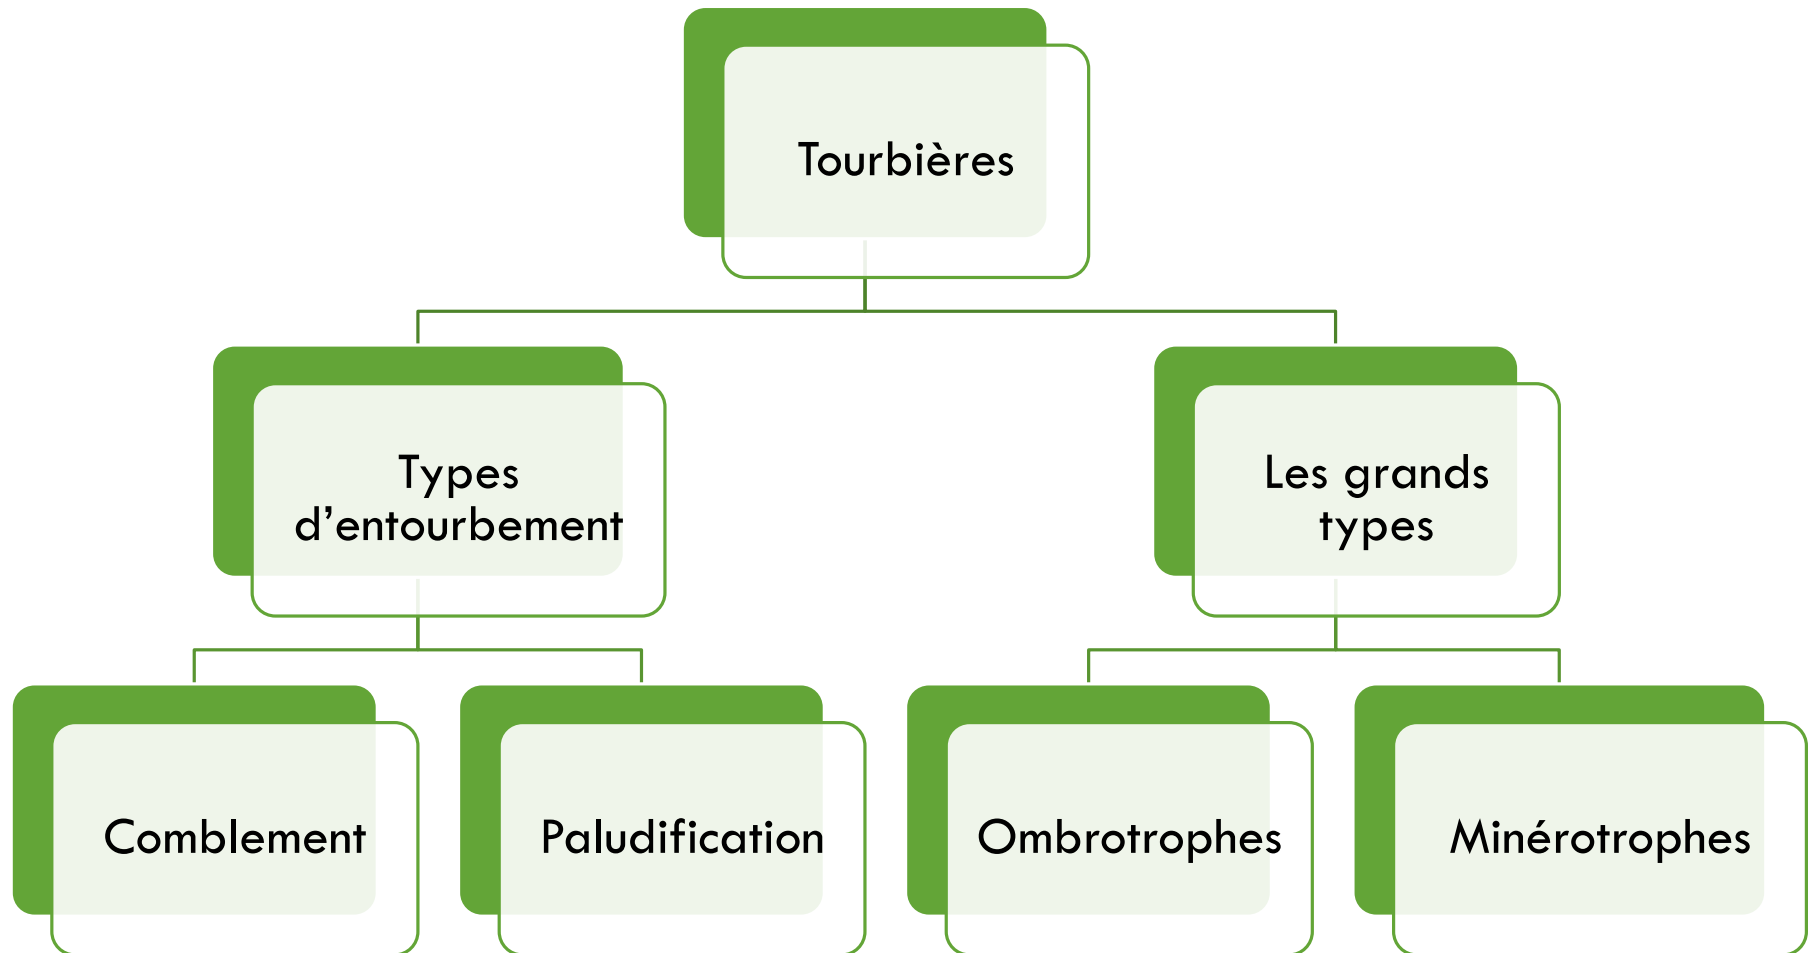 Tourbières
Types
d’entourbement
Les grands
types
Comblement
Paludification
Ombrotrophes
Minérotrophes